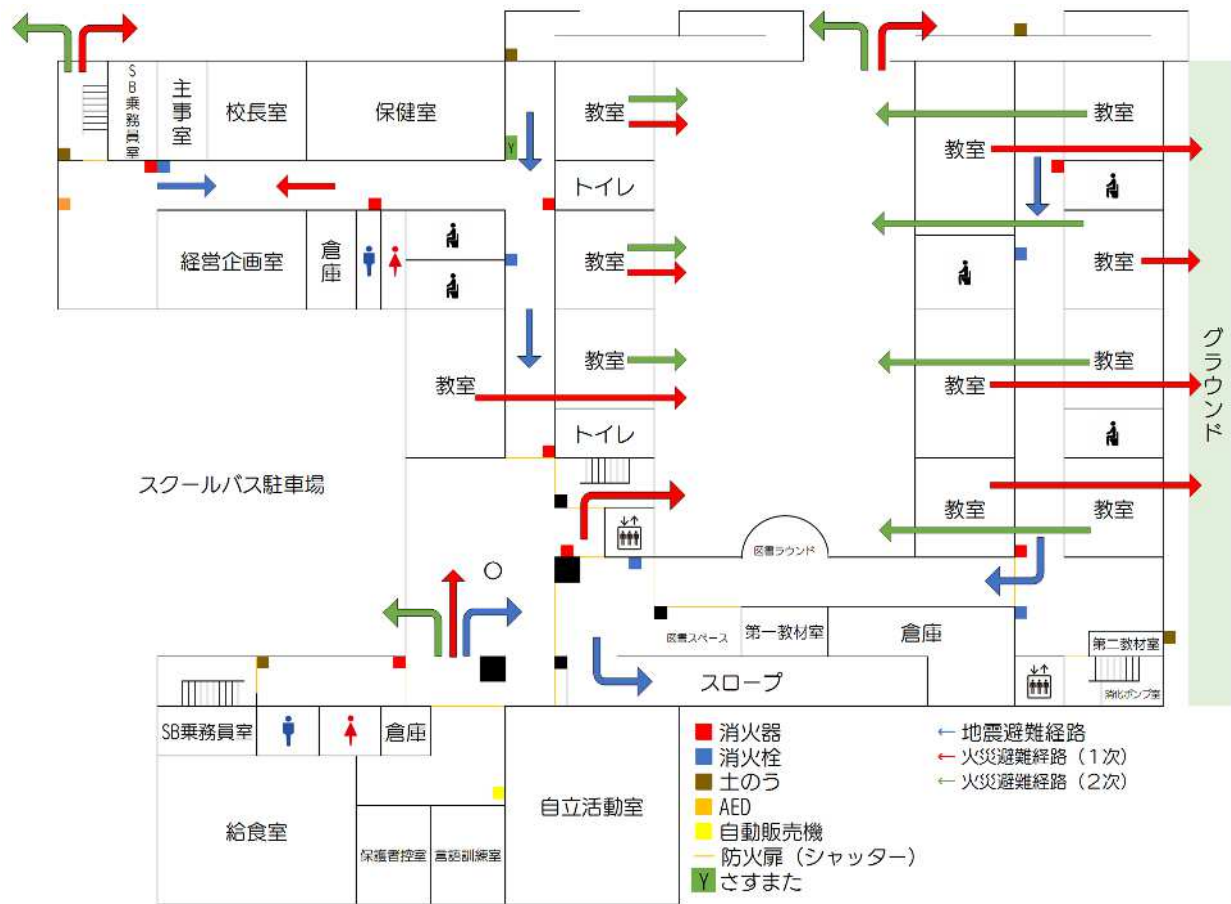 SB乗務員室
主事室
校長室
保健室
教室
教室
教室
Y
トイレ
経営企画室
倉庫
教室
教室
グラウンド
教室
教室
教室
教室
トイレ
スクールバス駐車場
教室
教室
図書ラウンド
図書スペース
第一教材室
倉庫
第二教材室
スロープ
消化ポンプ室
SB乗務員室
倉庫
給食室
保護者控室
言語訓練室
自立活動室
消火器
消火栓
土のう
AED
自動販売機
防火扉（シャッター）
Y さすまた
← 地震避難経路
← 火災避難経路（1次）
← 火災避難経路（2次）